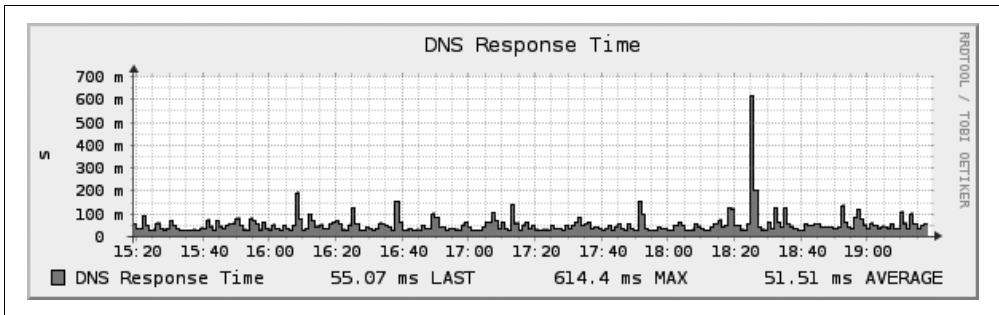 DNS Response Time
RRDTOOL / TOBI OETIKER
s
700 m
600 m
500 m
400 m
300 m
200 m
100 m
0
15:20 15:40 16:00 16:20 16:40 17:00 17:20 17:40 18:00 18:20 18:40 19:00
DNS Response Time 55.07 ms LAST 614.4 ms MAX 51.51 ms AVERAGE